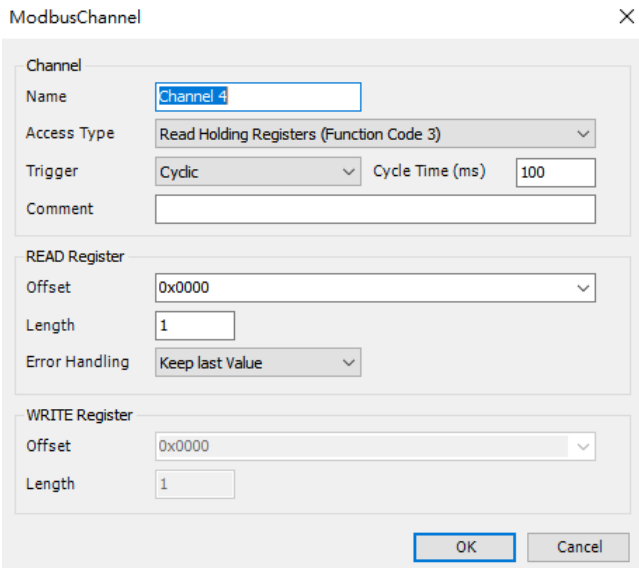 ModbusChannel
Channel
Name Channel 4
Access Type Read Holding Registers (Function Code 3)
Trigger Cyclic Cycle Time (ms) 100
Comment
READ Register
Offset 0x0000
Length 1
Error Handling Keep last Value
WRITE Register
Offset 0x0000
Length 1
OK Cancel